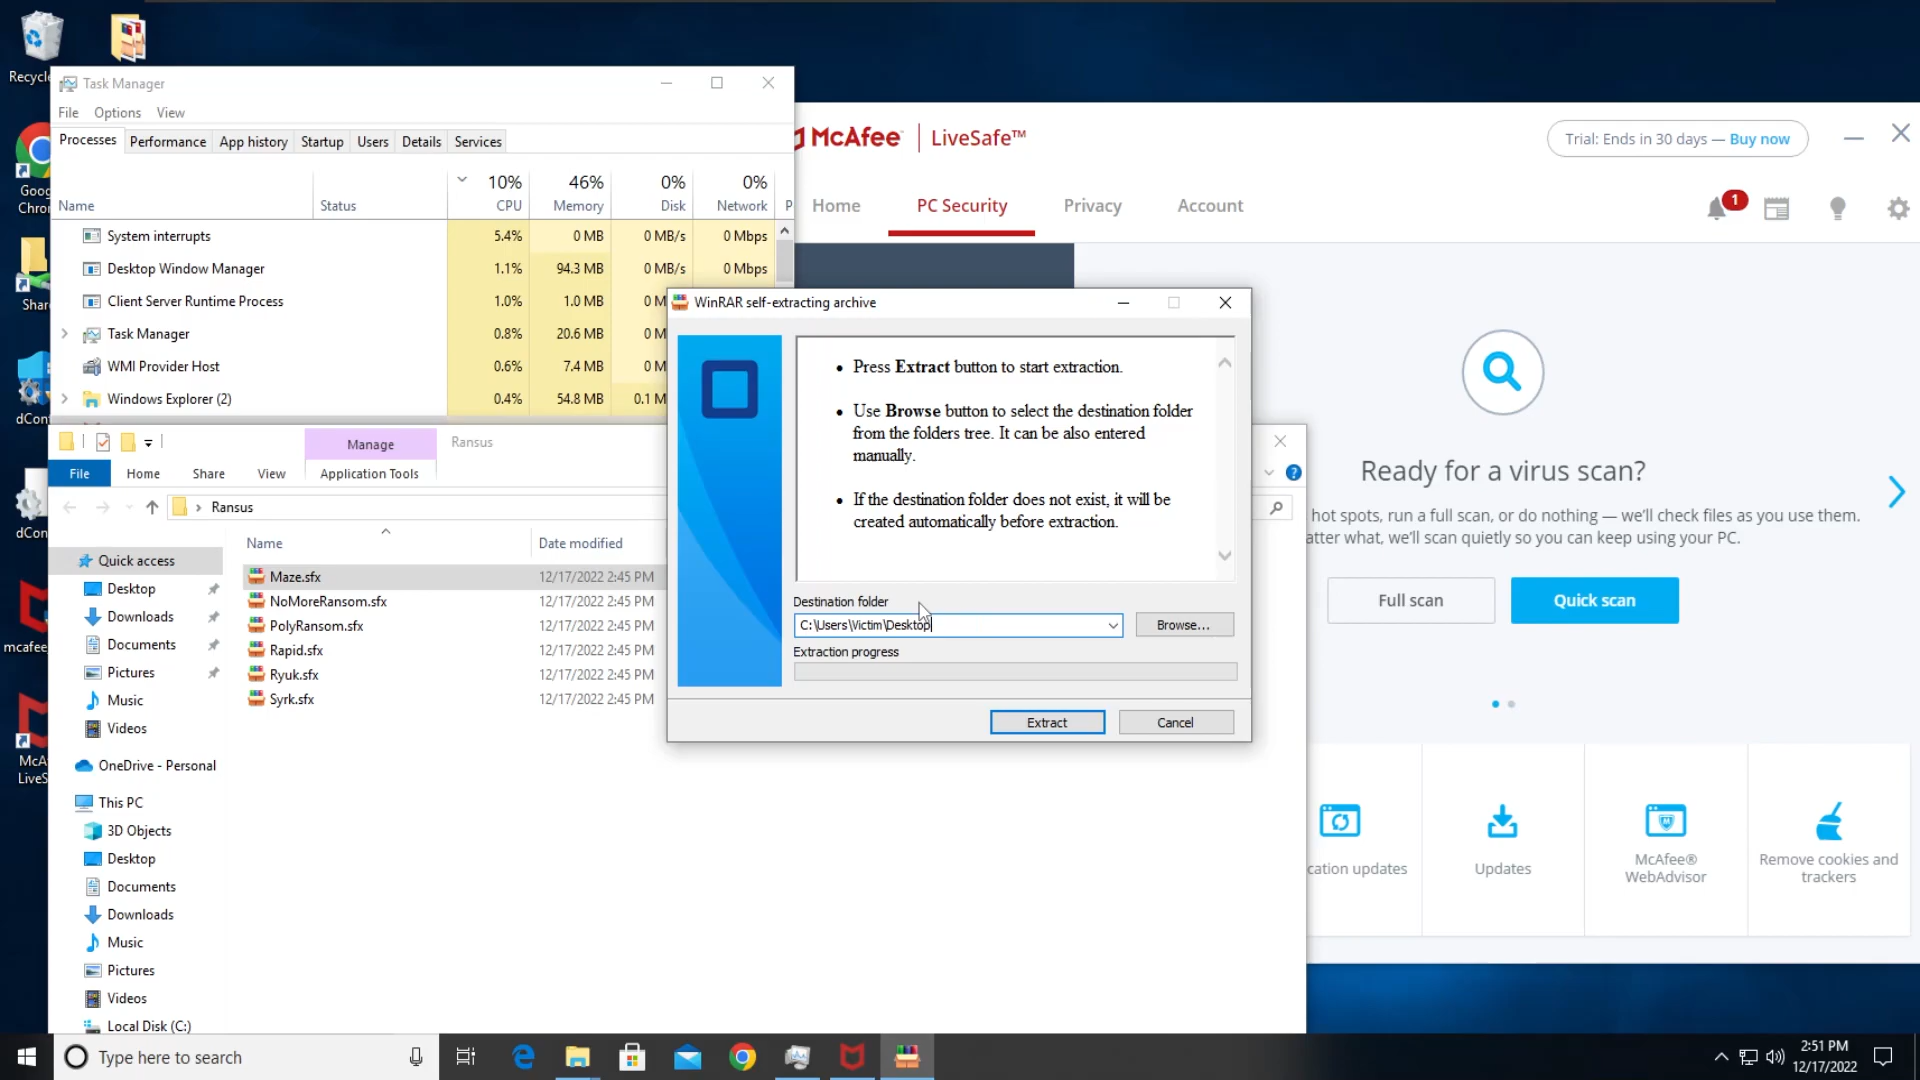 Recycle
Goog
Chron
Share
dConf
dCon
mcafee
McA
LiveS
Task Manager
File Options View
Processes Performance App history Startup Users Details Services
10% 46% 0% 0%
Name Status CPU Memory Disk Network P
System interrupts 5.4% 0 MB 0 MB/s 0 Mbps
Desktop Window Manager 1.1% 94.3 MB 0 MB/s 0 Mbps
Client Server Runtime Process 1.0% 1.0 MB 0 M
Task Manager 0.8% 20.6 MB 0 M
WMI Provider Host 0.6% 7.4 MB 0 M
Windows Explorer (2) 0.4% 54.8 MB 0.1 M
McAfee | LiveSafe™
Trial: Ends in 30 days — Buy now
Home PC Security Privacy Account
1
Ready for a virus scan?
hot spots, run a full scan, or do nothing — we'll check files as you use them.
atter what, we'll scan quietly so you can keep using your PC.
Full scan Quick scan
cation updates
Updates
McAfee®
WebAdvisor
Remove cookies and
trackers
WinRAR self-extracting archive
• Press Extract button to start extraction.
• Use Browse button to select the destination folder
from the folders tree. It can be also entered
manually.
• If the destination folder does not exist, it will be
created automatically before extraction.
Destination folder
C:\Users\Victim\Desktop
Browse...
Extraction progress
Extract Cancel
Manage Ransus
File Home Share View Application Tools
Ransus
Name Date modified
Maze.sfx 12/17/2022 2:45 PM
NoMoreRansom.sfx 12/17/2022 2:45 PM
PolyRansom.sfx 12/17/2022 2:45 PM
Rapid.sfx 12/17/2022 2:45 PM
Ryuk.sfx 12/17/2022 2:45 PM
Syrk.sfx 12/17/2022 2:45 PM
Quick access
Desktop
Downloads
Documents
Pictures
Music
Videos
OneDrive - Personal
This PC
3D Objects
Desktop
Documents
Downloads
Music
Pictures
Videos
Local Disk (C:)
Type here to search
2:51 PM
12/17/2022